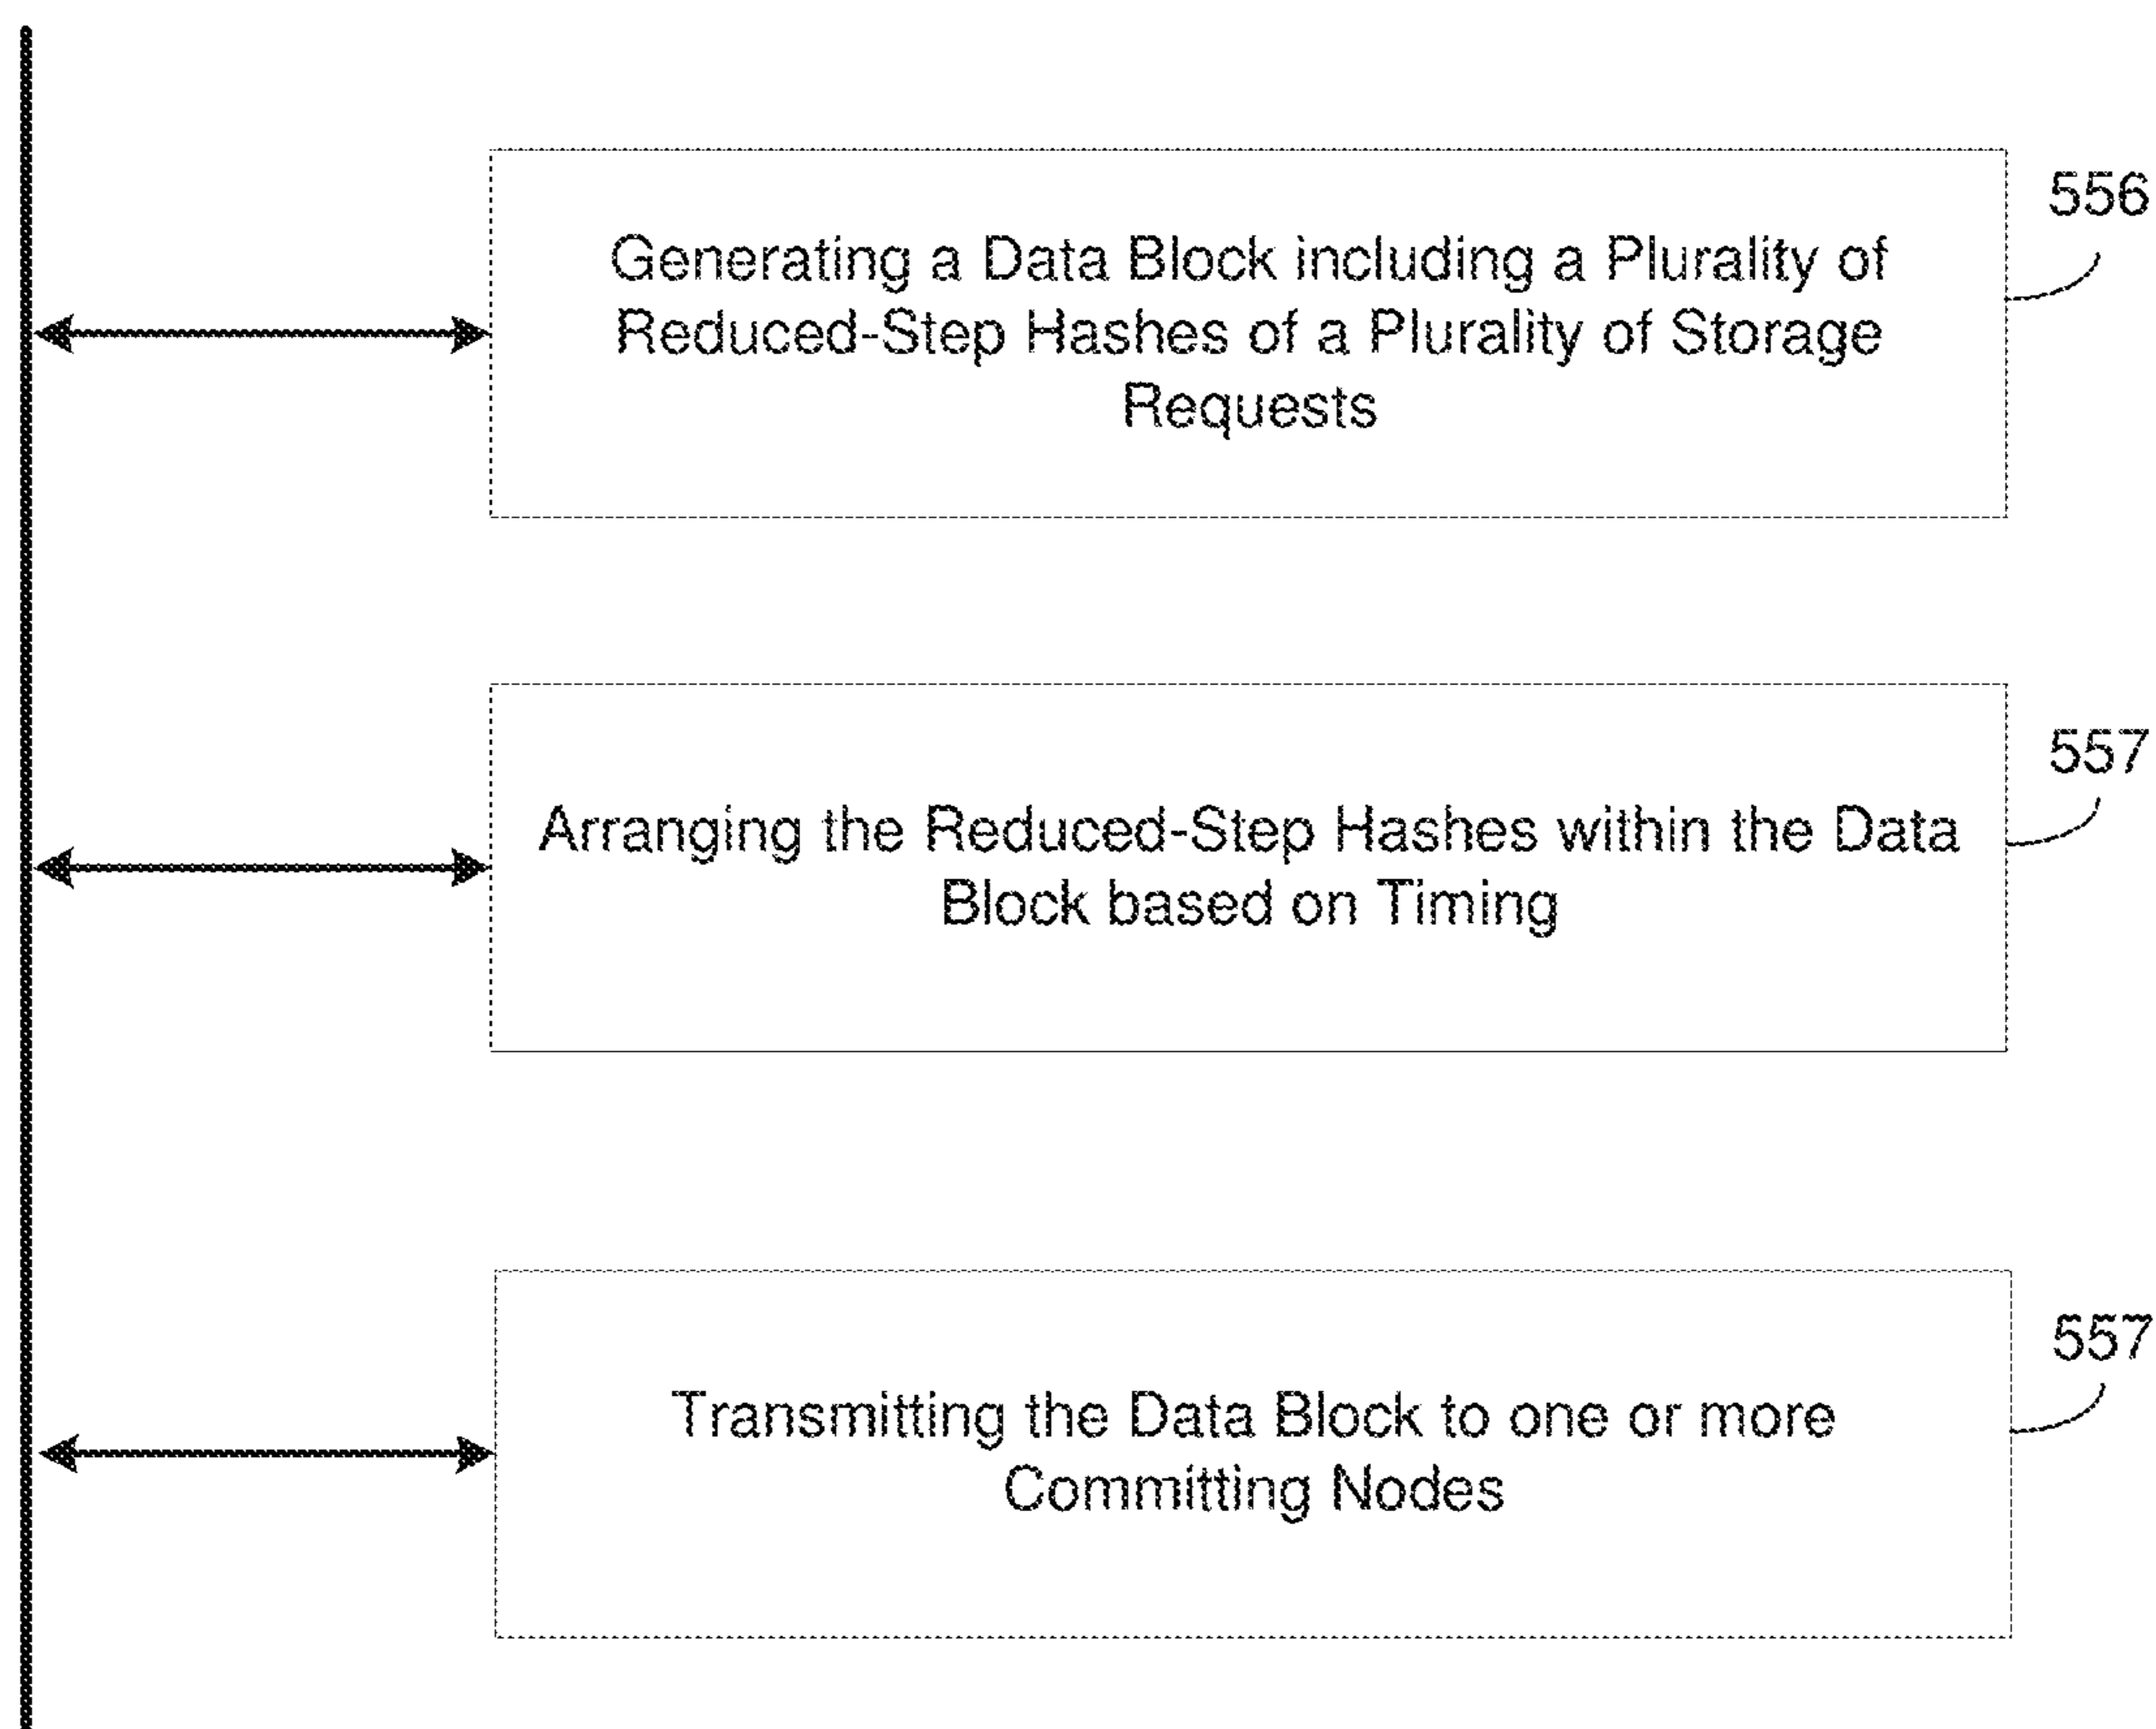 556
Generating a Data Block including a Plurality of
Reduced-Step Hashes of a Plurality of Storage
Requests
557
Arranging the Reduced-Step Hashes within the Data
Block based on Timing
557
Transmitting the Data Block to one or more
Committing Nodes